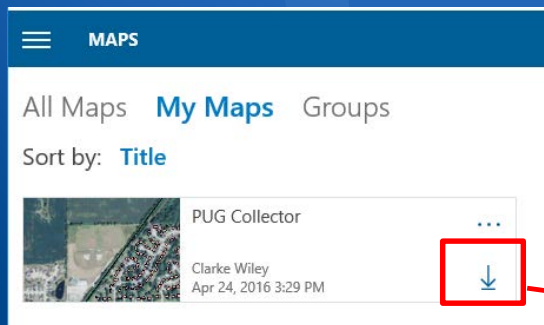 MAPS
All Maps My Maps Groups
Sort by: Title
PUG Collector
...
Clarke Wiley
Apr 24, 2016 3:29 PM